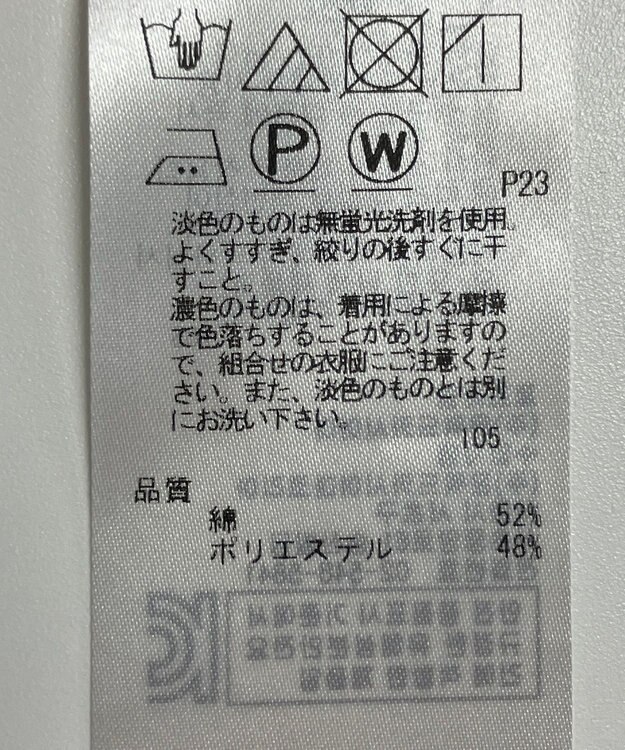 P
W
P23
淡色のものは無蛍光洗剤を使用。
よくすすぎ、絞りの後すぐに干
すこと。
濃色のものは、着用による摩擦
で色落ちすることがありますの
で、組合せの衣服にご注意くだ
さい。また、淡色のものとは別
にお洗い下さい。
105
品質
綿 52%
ポリエステル 48%